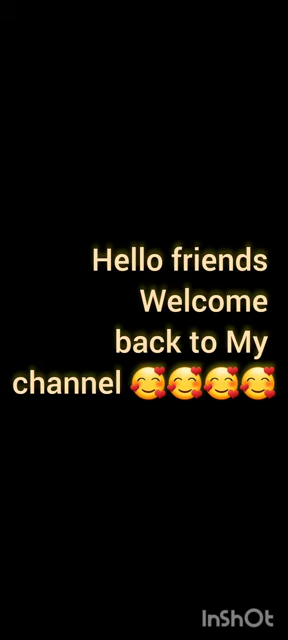 Hello friends
Welcome
back to My
channel 🥰🥰🥰🥰
InShOt